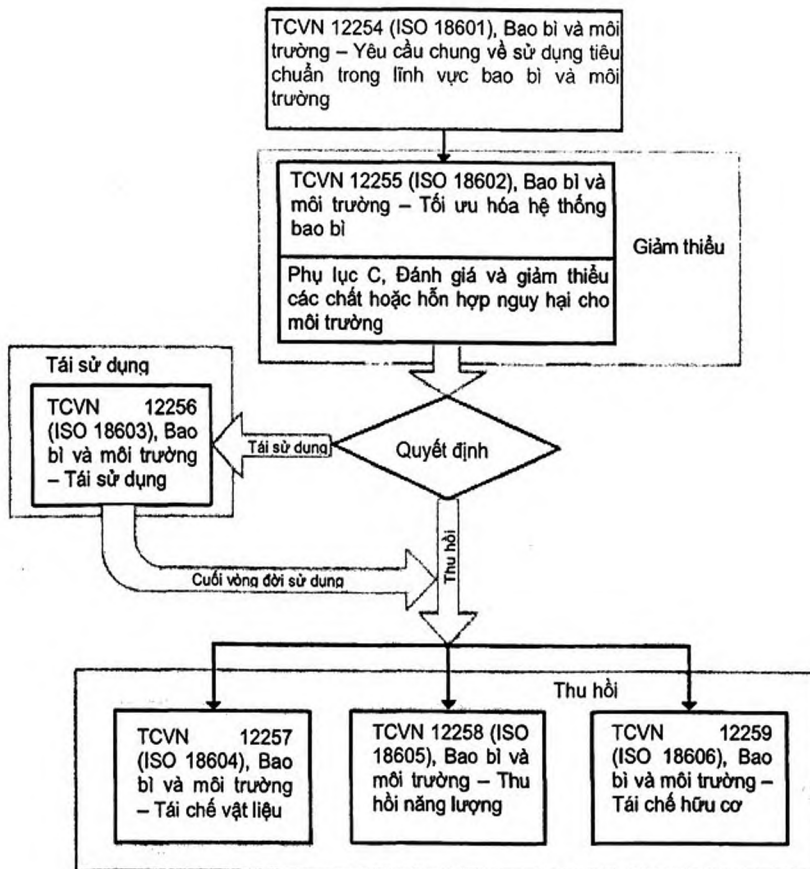 TCVN 12254 (ISO 18601), Bao bì và môi
trường – Yêu cầu chung về sử dụng tiêu
chuẩn trong lĩnh vực bao bì và môi
trường
TCVN 12255 (ISO 18602), Bao bì và
môi trường – Tối ưu hóa hệ thống
bao bì
Giảm thiểu
Phụ lục C, Đánh giá và giảm thiểu
các chất hoặc hỗn hợp nguy hại cho
môi trường
Tái sử dụng
TCVN 12256
(ISO 18603), Bao
bì và môi trường
– Tái sử dụng
Tái sử dụng
Quyết định
Thu hồi
Cuối vòng đời sử dụng
Thu hồi
TCVN 12257
(ISO 18604), Bao
bì và môi trường
– Tái chế vật liệu
TCVN 12258 (ISO
18605), Bao bì và
môi trường – Thu
hồi năng lượng
TCVN 12259
(ISO 18606), Bao
bì và môi trường –
Tái chế hữu cơ